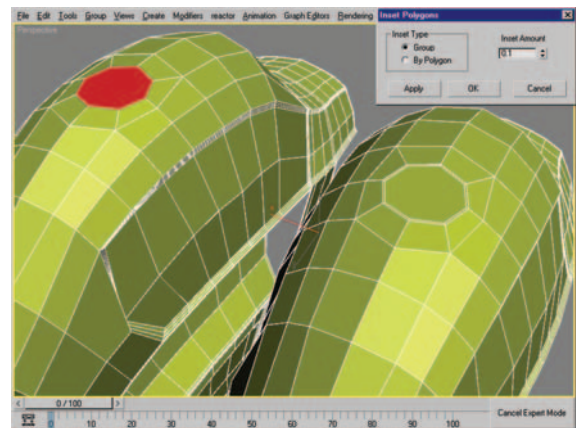 File Edit Tools Group Views Create Modifiers reactor Animation Graph Editors Rendering
Inset Polygons
Perspective
Inset Type
Group
By Polygon
Inset Amount
0.1
Apply OK Cancel
0 / 100
0 10 20 30 40 50 60 70 80 90 100
Cancel Expert Mode